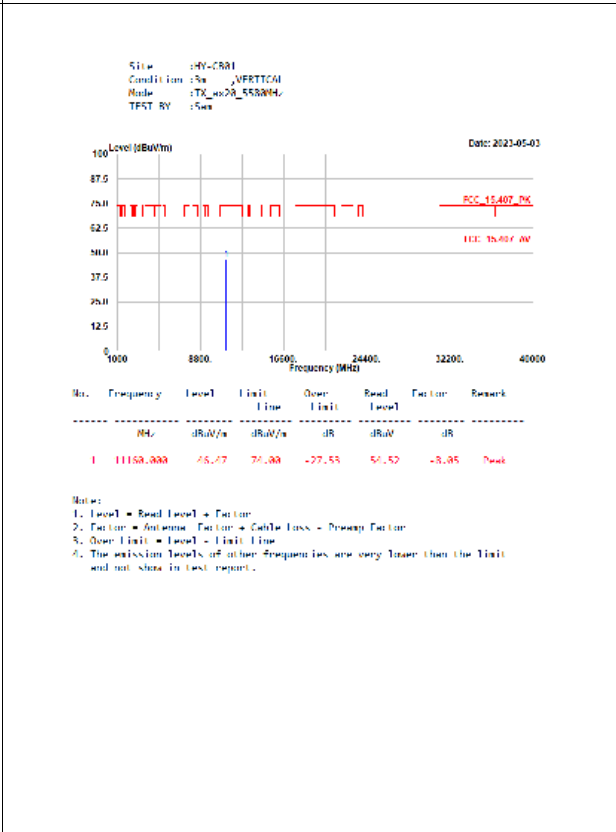 Site :HY-CB01
Condition :3m ,VERTICAL
Mode :TX_ax20_5580MHz
TEST BY :Sam
Level (dBuV/m)
Date: 2023-05-03
100
87.5
75.0
FCC_15.407_PK
62.5
FCC_15.407_AV
50.0
1
37.5
25.0
12.5
0
1000 8800. 16600. 24400. 32200. 40000
Frequency (MHz)
No. Frequency Level Limit Over Read Factor Remark
Line Limit Level
MHz dBuV/m dBuV/m dB dBuV dB
1 11160.000 46.47 74.00 -27.53 54.52 -8.05 Peak
Note:
1. Level = Read Level + Factor
2. Factor = Antenna Factor + Cable Loss - Preamp Factor
3. Over Limit = Level - Limit Line
4. The emission levels of other frequencies are very lower than the limit
and not show in test report.